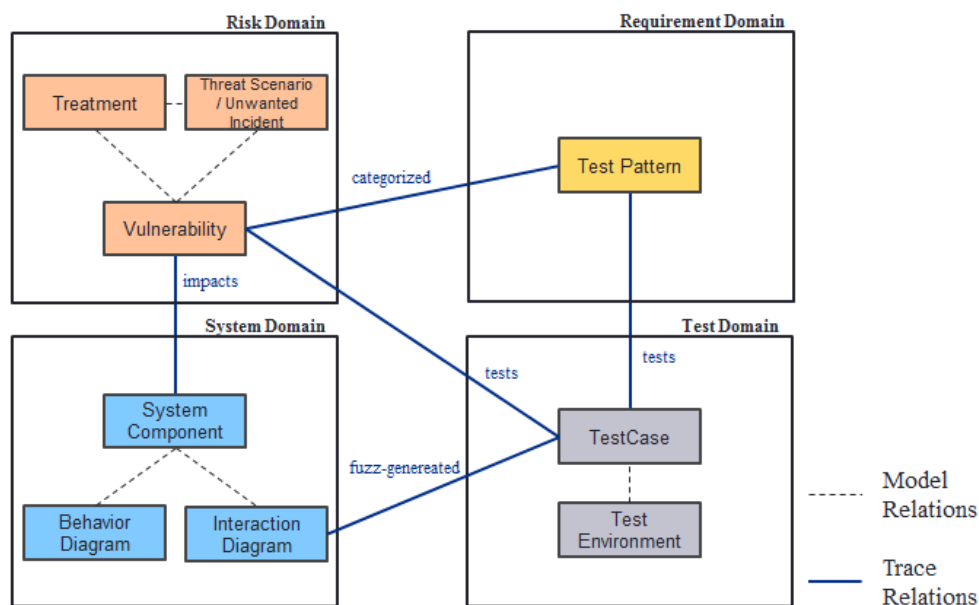 Risk Domain
Requirement Domain
Treatment
Threat Scenario
/ Unwanted
Incident
Test Pattern
categorized
Vulnerability
impacts
System Domain
Test Domain
tests
tests
System
Component
TestCase
fuzz-genereated
Model
Relations
Behavior
Diagram
Interaction
Diagram
Test
Environment
Trace
Relations